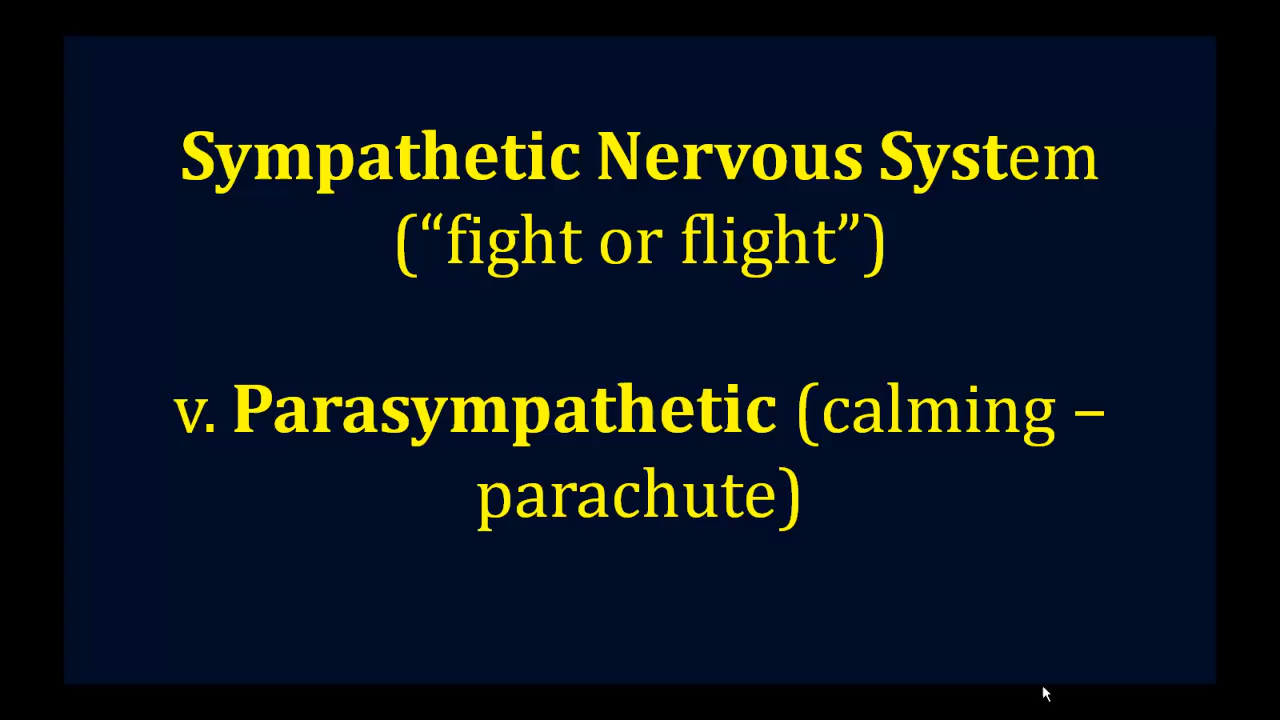 Sympathetic Nervous System
(“fight or flight”)
v. Parasympathetic (calming –
parachute)